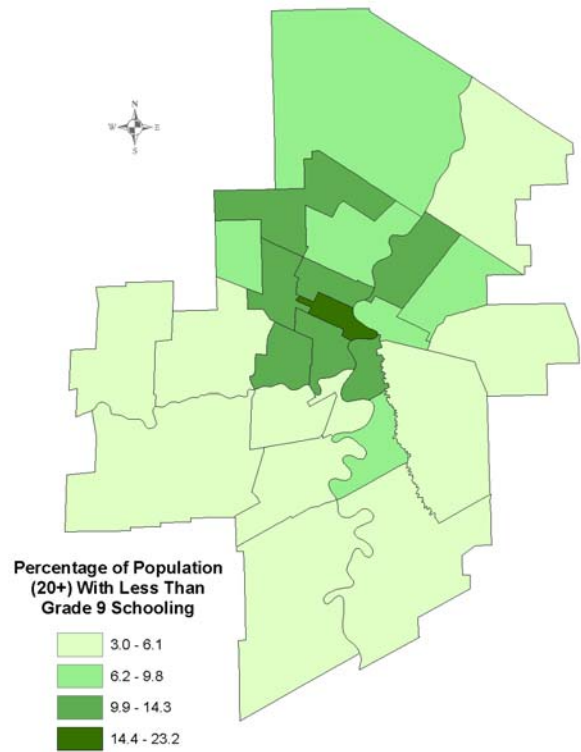 N
W E
S
Percentage of Population
(20+) With Less Than
Grade 9 Schooling
3.0 - 6.1
6.2 - 9.8
9.9 - 14.3
14.4 - 23.2